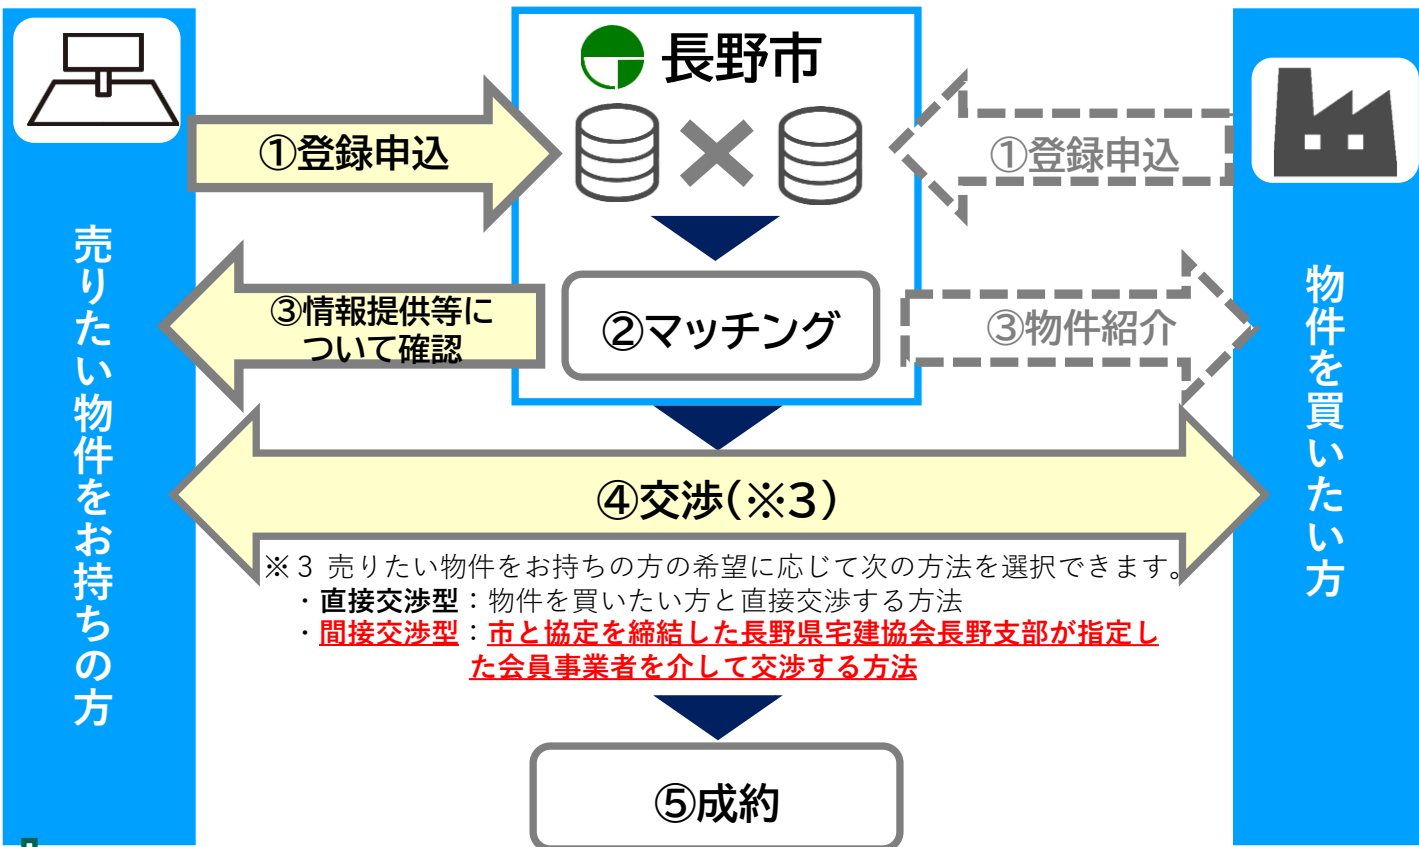 長野市
①登録申込
①登録申込
売りたい物件をお持ちの方
物件を買いたい方
③情報提供等に
ついて確認
②マッチング
③物件紹介
④交渉(※3)
※3 売りたい物件をお持ちの方の希望に応じて次の方法を選択できます。
・直接交渉型：物件を買いたい方と直接交渉する方法
・間接交渉型：市と協定を締結した長野県宅建協会長野支部が指定し
た会員事業者を介して交渉する方法
⑤成約